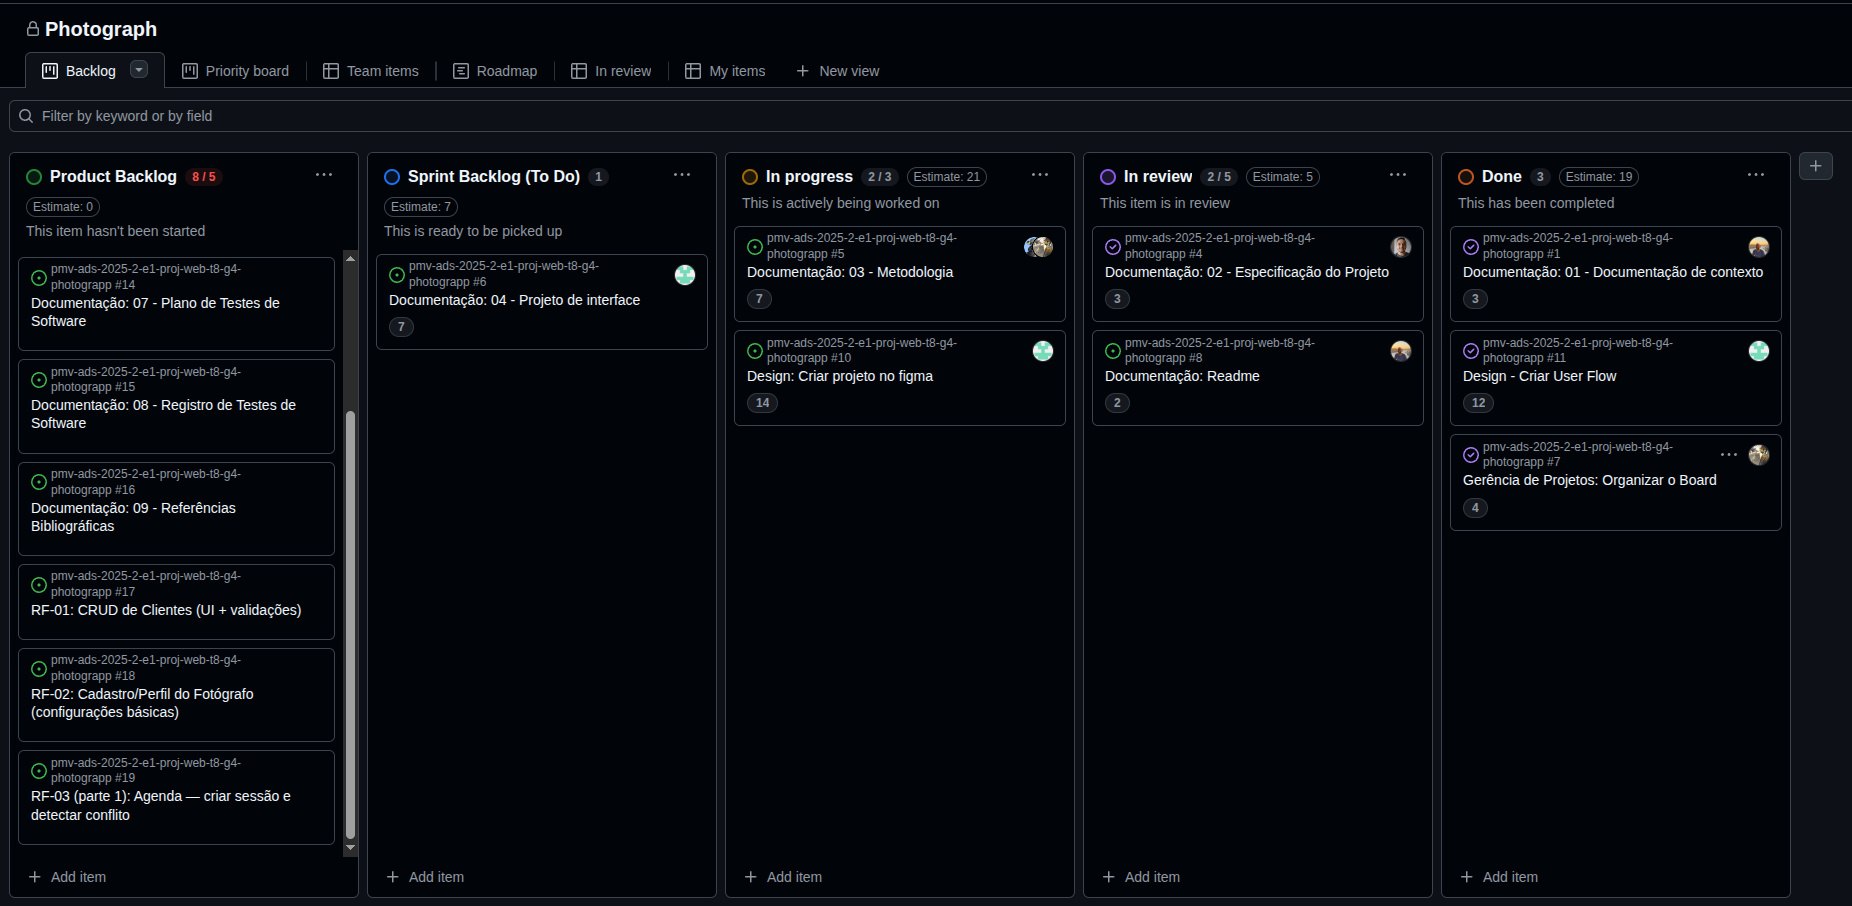 Photograph
Backlog
Priority board
Team items
Roadmap
In review
My items
New view
Filter by keyword or by field
Product Backlog 8 / 5
Estimate: 0
This item hasn't been started
pmv-ads-2025-2-e1-proj-web-t8-g4-
photograpp #14
Documentação: 07 - Plano de Testes de
Software
pmv-ads-2025-2-e1-proj-web-t8-g4-
photograpp #15
Documentação: 08 - Registro de Testes de
Software
pmv-ads-2025-2-e1-proj-web-t8-g4-
photograpp #16
Documentação: 09 - Referências
Bibliográficas
pmv-ads-2025-2-e1-proj-web-t8-g4-
photograpp #17
RF-01: CRUD de Clientes (UI + validações)
pmv-ads-2025-2-e1-proj-web-t8-g4-
photograpp #18
RF-02: Cadastro/Perfil do Fotógrafo
(configurações básicas)
pmv-ads-2025-2-e1-proj-web-t8-g4-
photograpp #19
RF-03 (parte 1): Agenda — criar sessão e
detectar conflito
Add item
Sprint Backlog (To Do) 1
Estimate: 7
This is ready to be picked up
pmv-ads-2025-2-e1-proj-web-t8-g4-
photograpp #6
Documentação: 04 - Projeto de interface
7
Add item
In progress 2 / 3 Estimate: 21
This is actively being worked on
pmv-ads-2025-2-e1-proj-web-t8-g4-
photograpp #5
Documentação: 03 - Metodologia
7
pmv-ads-2025-2-e1-proj-web-t8-g4-
photograpp #10
Design: Criar projeto no figma
14
Add item
In review 2 / 5 Estimate: 5
This item is in review
pmv-ads-2025-2-e1-proj-web-t8-g4-
photograpp #4
Documentação: 02 - Especificação do Projeto
3
pmv-ads-2025-2-e1-proj-web-t8-g4-
photograpp #8
Documentação: Readme
2
Add item
Done 3 Estimate: 19
This has been completed
pmv-ads-2025-2-e1-proj-web-t8-g4-
photograpp #1
Documentação: 01 - Documentação de contexto
3
pmv-ads-2025-2-e1-proj-web-t8-g4-
photograpp #11
Design - Criar User Flow
12
pmv-ads-2025-2-e1-proj-web-t8-g4-
photograpp #7
Gerência de Projetos: Organizar o Board
4
Add item